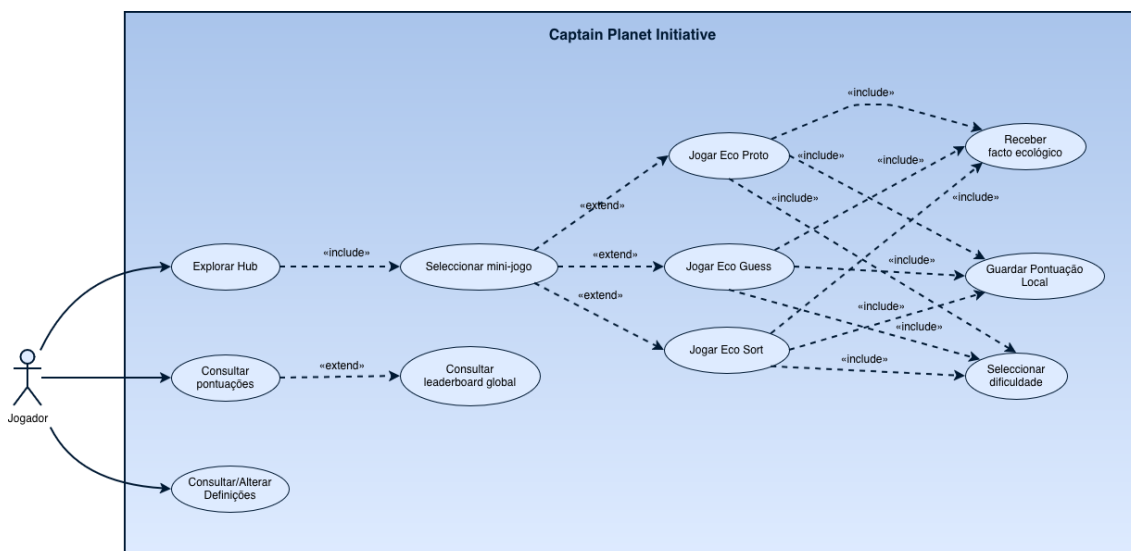 Captain Planet Initiative
«include»
Jogar Eco Proto
«include»
Receber
facto ecológico
«include»
«include»
«include»
«extend»
Explorar Hub
«include»
Seleccionar mini-jogo
«extend»
Jogar Eco Guess
«include»
Guardar Pontuação
Local
«extend»
«include»
«include»
Jogar Eco Sort
«include»
Jogador
Consultar
pontuações
«extend»
Consultar
leaderboard global
Seleccionar
dificuldade
Consultar/Alterar
Definições